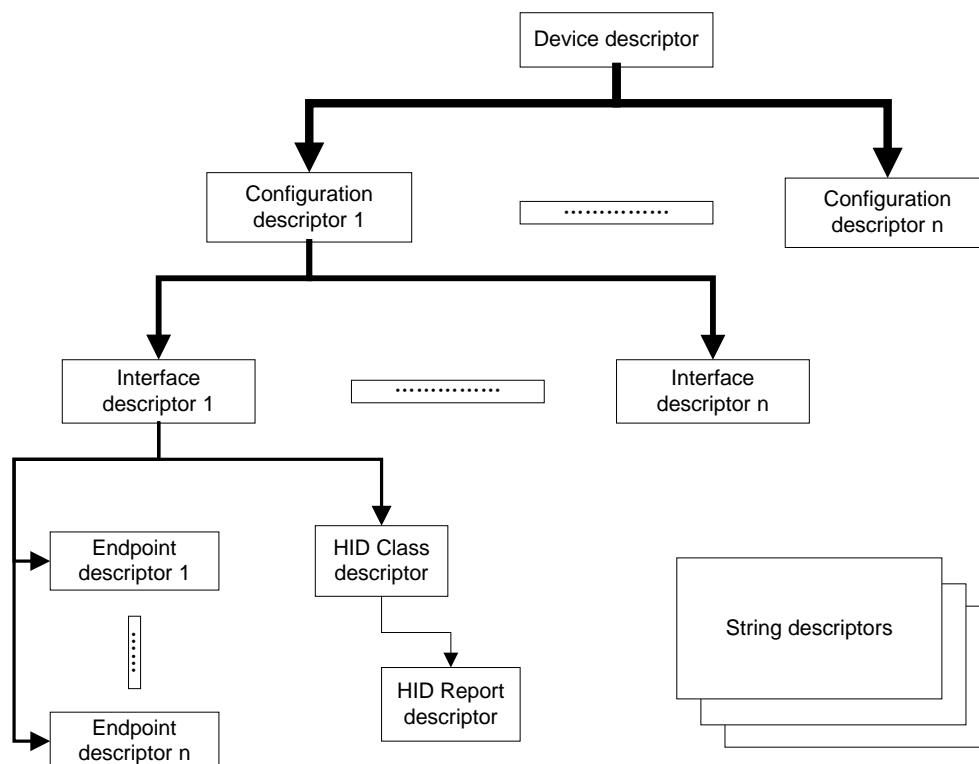 Device descriptor
Configuration
descriptor 1
...............
Configuration
descriptor n
Interface
descriptor 1
...............
Interface
descriptor n
Endpoint
descriptor 1
HID Class
descriptor
String descriptors
......
HID Report
descriptor
Endpoint
descriptor n